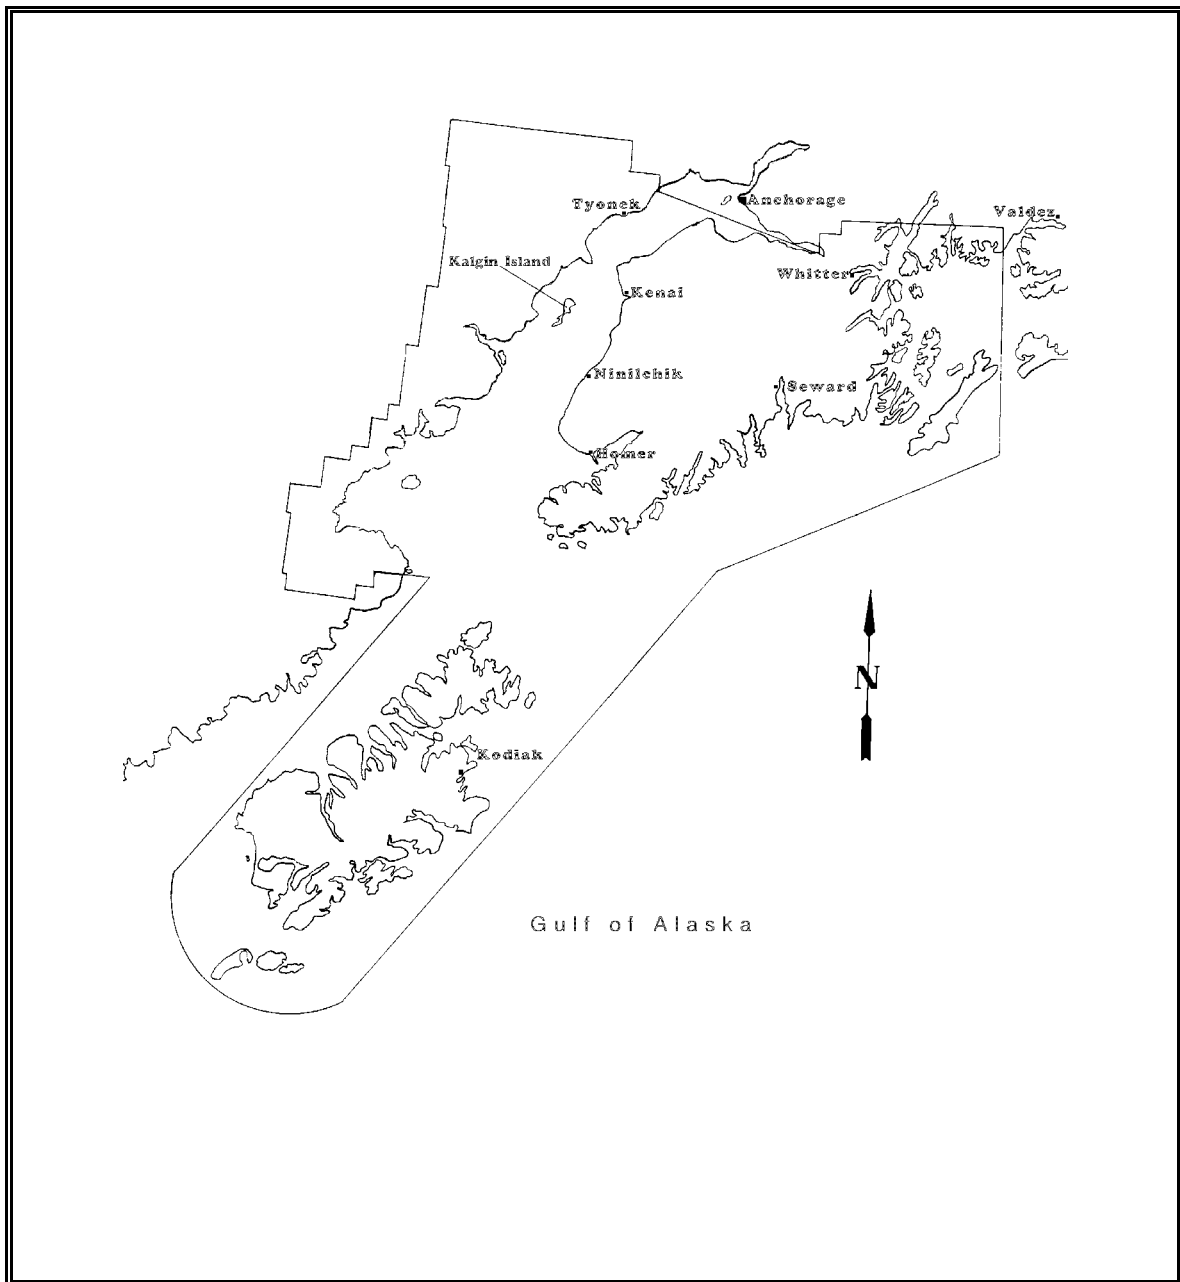 Tyonek
Anchorage
Valdez
Kalgin Island
Whitter
Kenai
Ninilchik
Seward
Homer
N
Kodiak
Gulf of Alaska